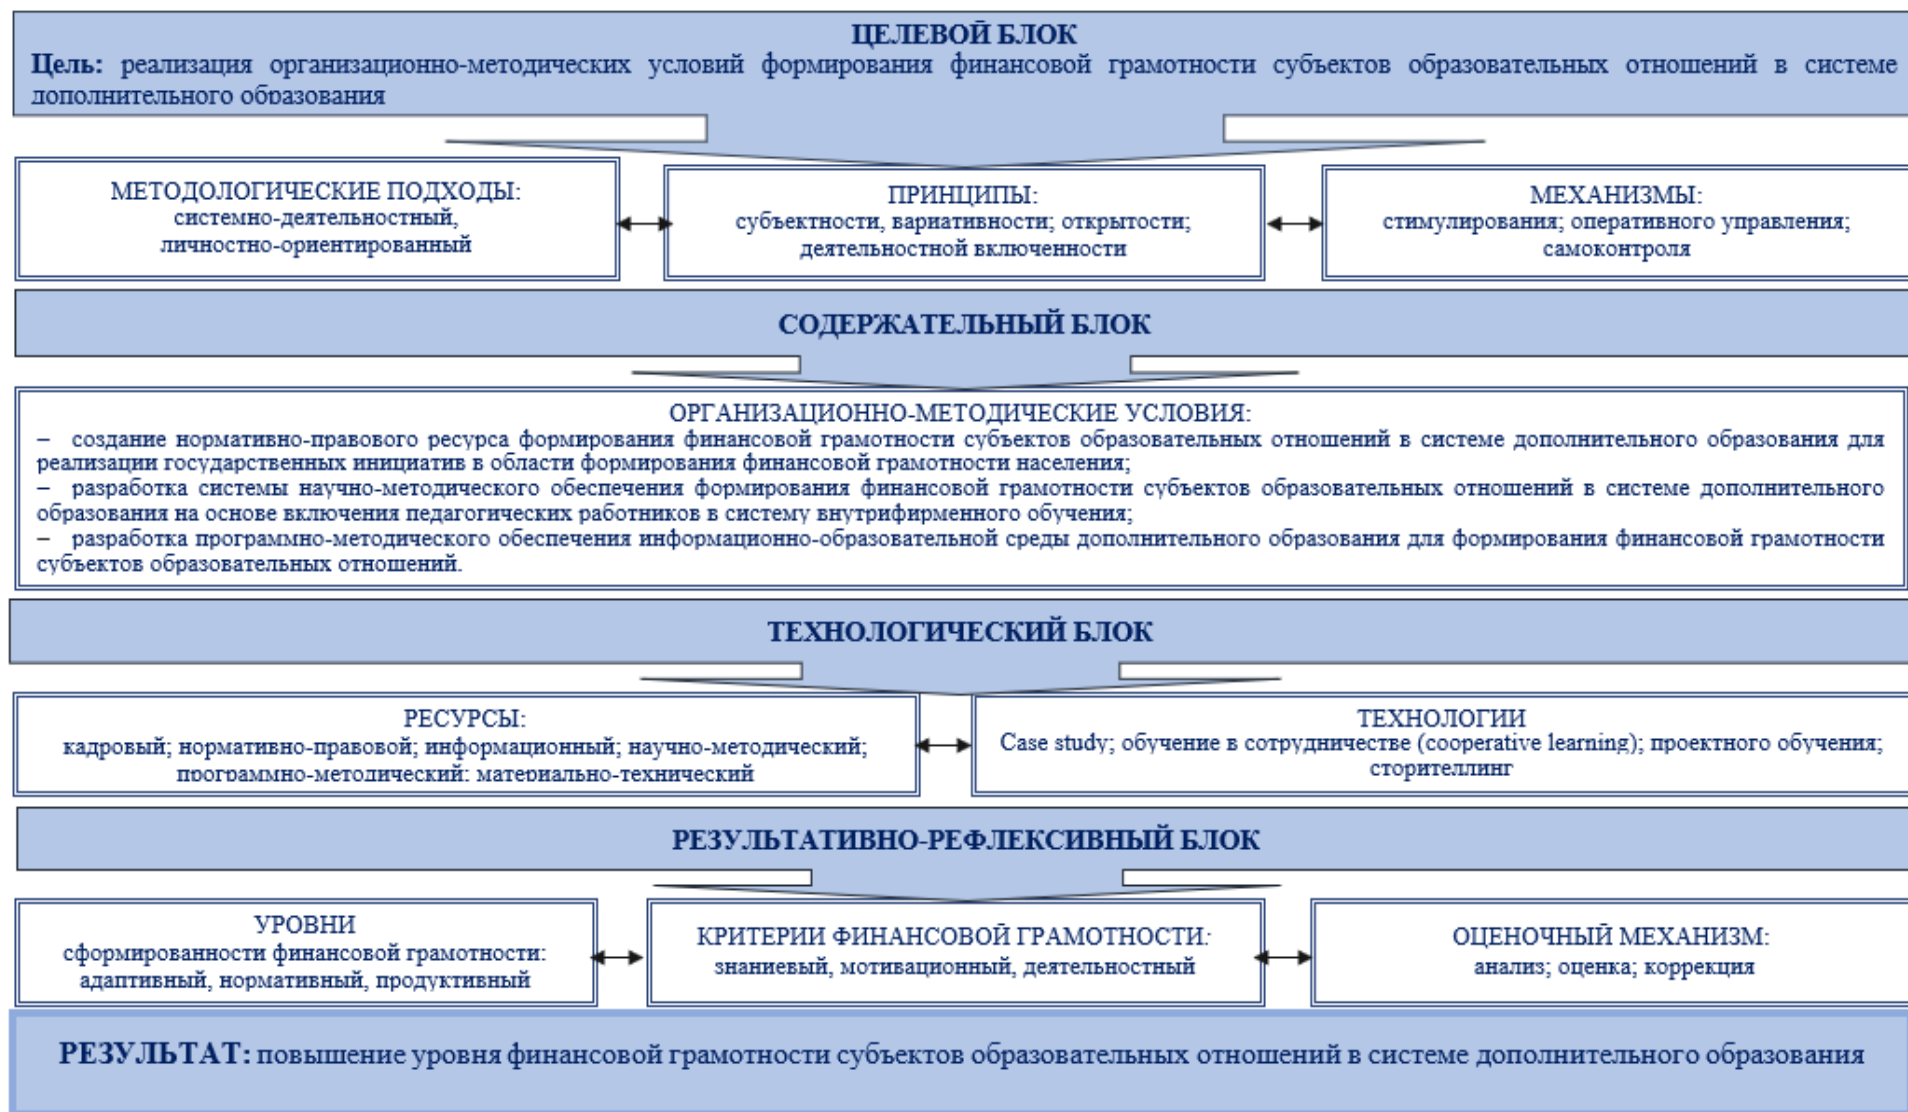 ЦЕЛЕВОЙ БЛОК
Цель: реализация организационно-методических условий формирования финансовой грамотности субъектов образовательных отношений в системе
дополнительного образования
МЕТОДОЛОГИЧЕСКИЕ ПОДХОДЫ:
системно-деятельностный,
личностно-ориентированный
ПРИНЦИПЫ:
субъектности, вариативности; открытости;
деятельностной включенности
МЕХАНИЗМЫ:
стимулирования; оперативного управления;
самоконтроля
СОДЕРЖАТЕЛЬНЫЙ БЛОК
ОРГАНИЗАЦИОННО-МЕТОДИЧЕСКИЕ УСЛОВИЯ:
– создание нормативно-правового ресурса формирования финансовой грамотности субъектов образовательных отношений в системе дополнительного образования для
реализации государственных инициатив в области формирования финансовой грамотности населения;
– разработка системы научно-методического обеспечения формирования финансовой грамотности субъектов образовательных отношений в системе дополнительного
образования на основе включения педагогических работников в систему внутрифирменного обучения;
– разработка программно-методического обеспечения информационно-образовательной среды дополнительного образования для формирования финансовой грамотности
субъектов образовательных отношений.
ТЕХНОЛОГИЧЕСКИЙ БЛОК
РЕСУРСЫ:
кадровый; нормативно-правовой; информационный; научно-методический;
программно-методический; материально-технический
ТЕХНОЛОГИИ
Case study; обучение в сотрудничестве (cooperative learning); проектного обучения;
сторителлинг
РЕЗУЛЬТАТИВНО-РЕФЛЕКСИВНЫЙ БЛОК
УРОВНИ
сформированности финансовой грамотности:
адаптивный, нормативный, продуктивный
КРИТЕРИИ ФИНАНСОВОЙ ГРАМОТНОСТИ:
знаниевый, мотивационный, деятельностный
ОЦЕНОЧНЫЙ МЕХАНИЗМ:
анализ; оценка; коррекция
РЕЗУЛЬТАТ: повышение уровня финансовой грамотности субъектов образовательных отношений в системе дополнительного образования